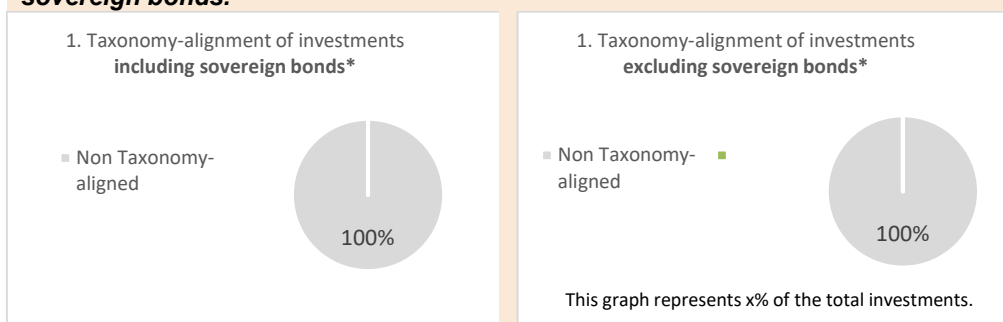 sovereign bonds.
1. Taxonomy-alignment of investments
including sovereign bonds*
Non Taxonomy-
aligned
100%
1. Taxonomy-alignment of investments
excluding sovereign bonds*
Non Taxonomy-
aligned
100%
This graph represents x% of the total investments.